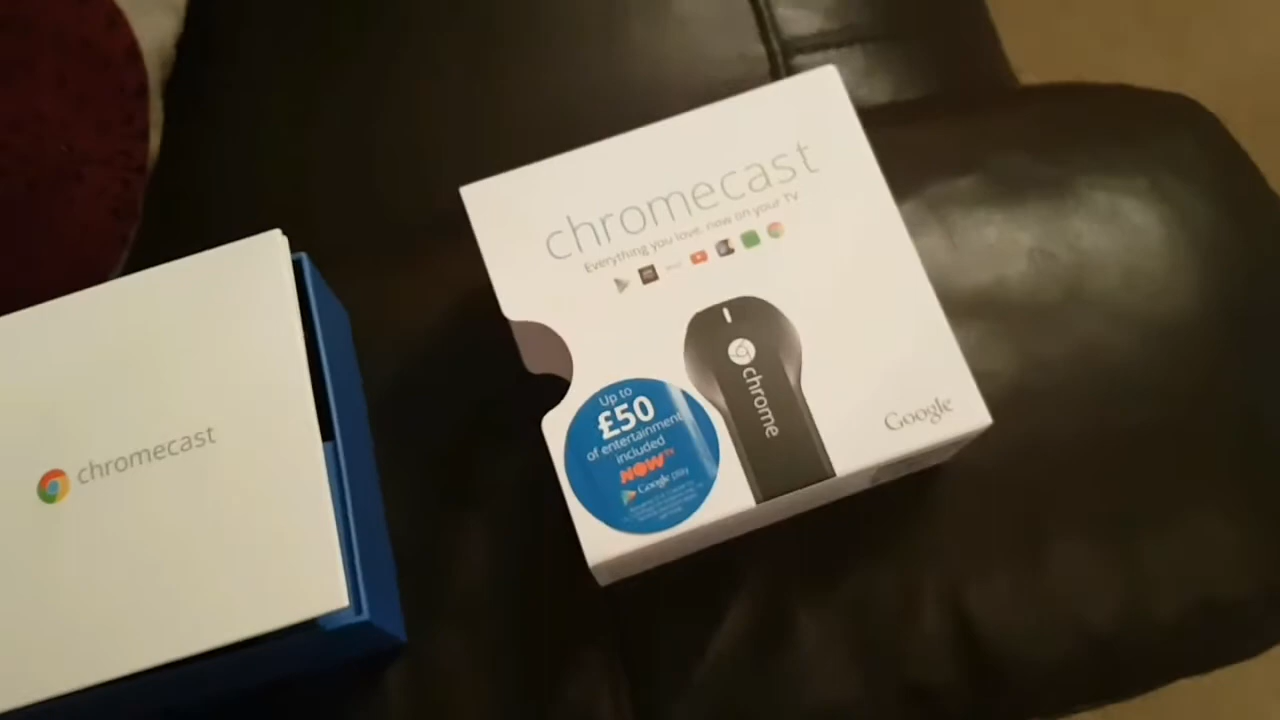 chromecast
Everything you love, now on your TV
chrome
Up to
£50
of entertainment
included
NOW TV
Google play
Google
chromecast